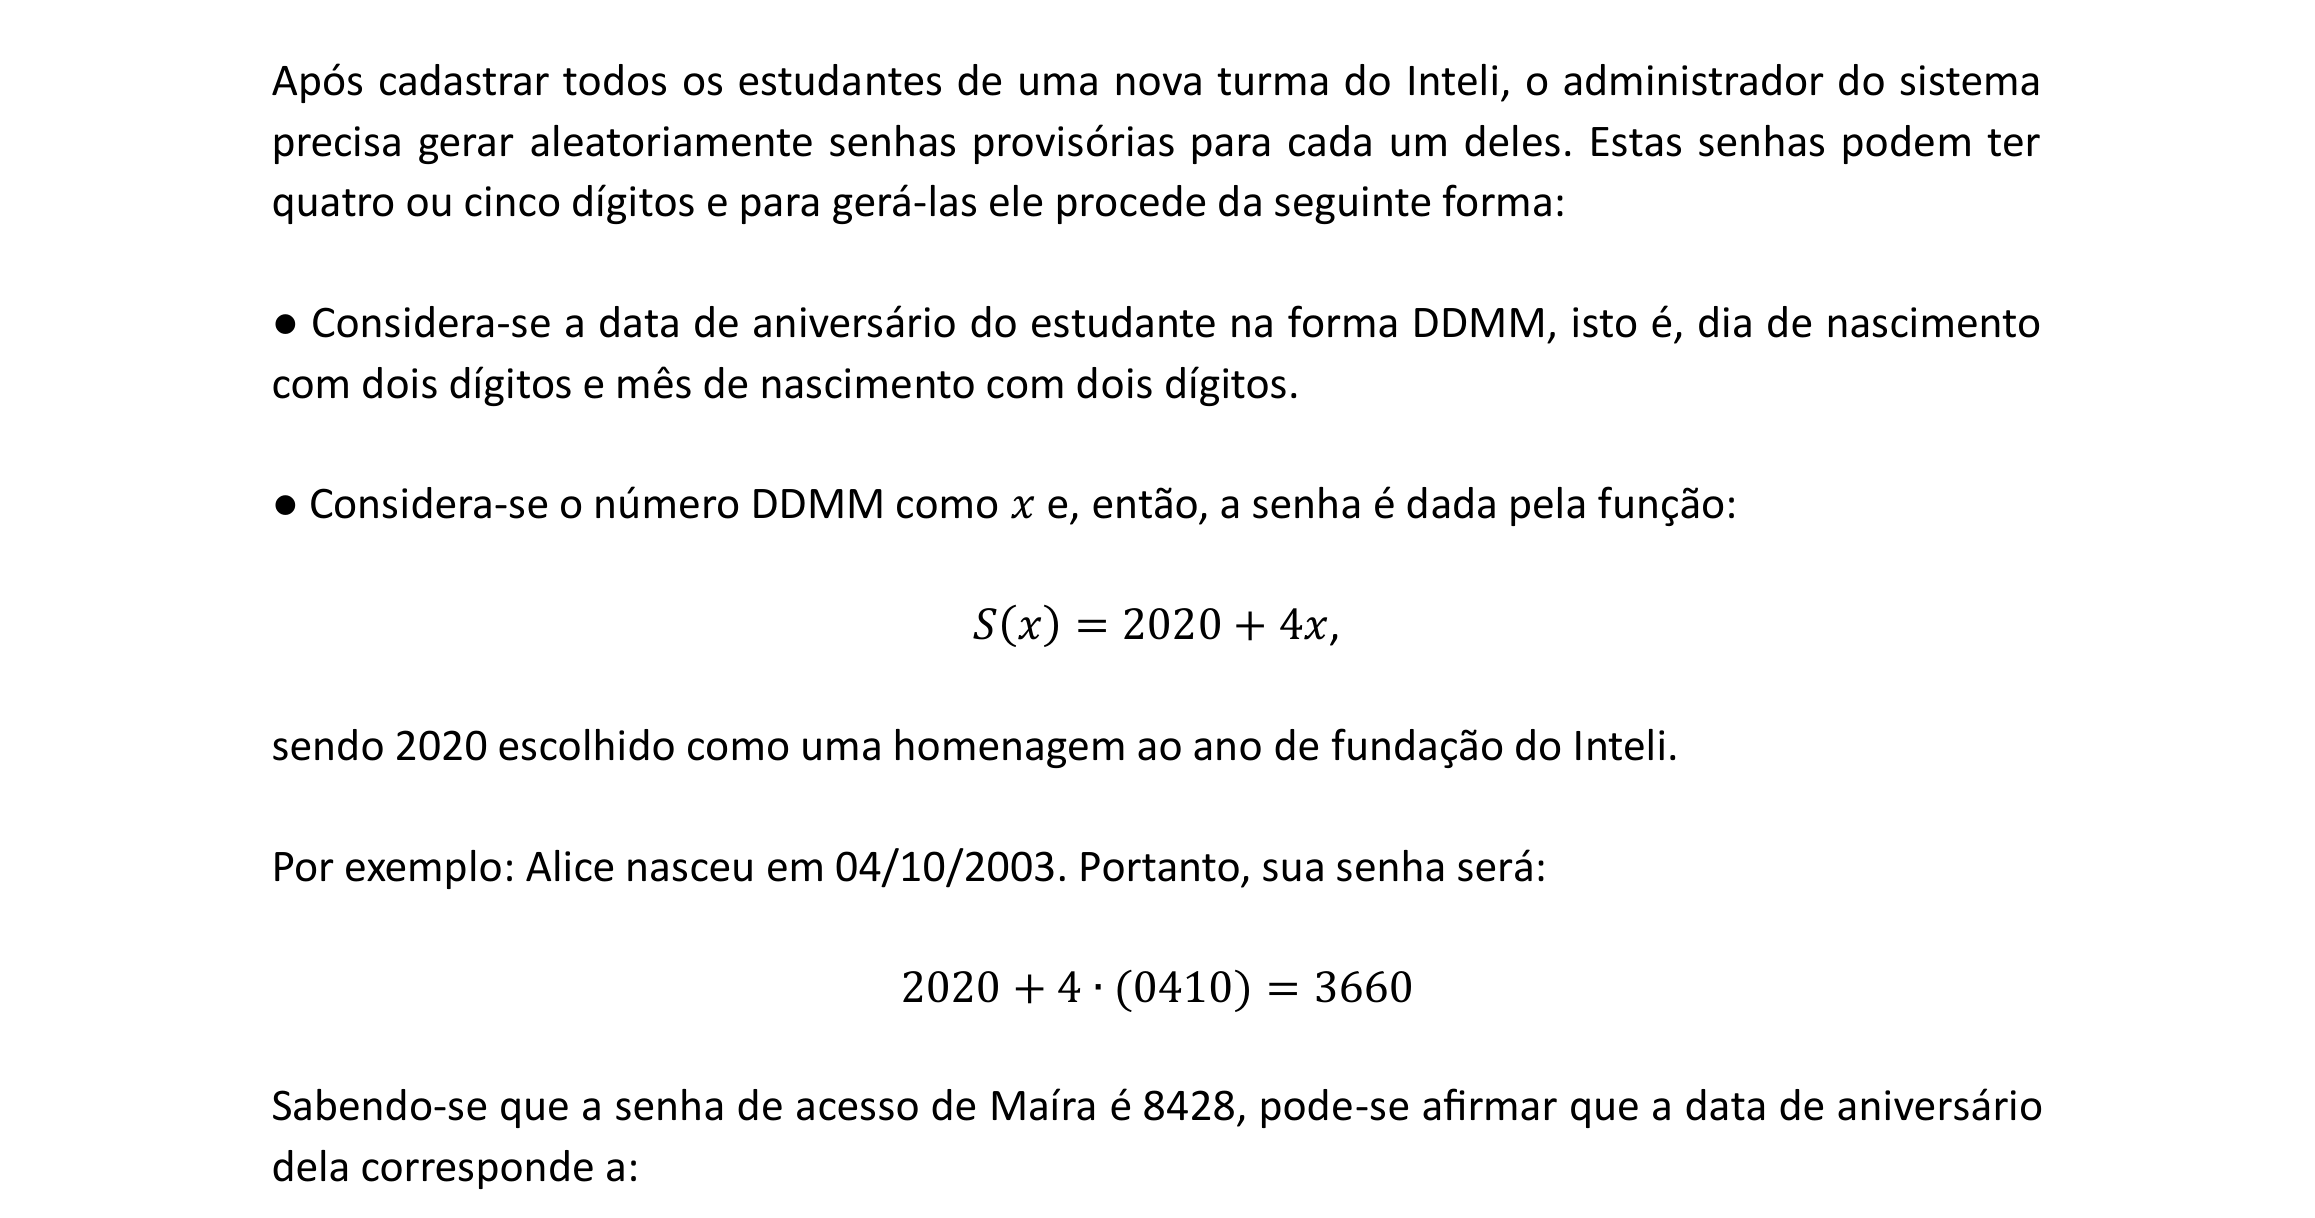 Após cadastrar todos os estudantes de uma nova turma do Inteli, o administrador do sistema
precisa gerar aleatoriamente senhas provisórias para cada um deles. Estas senhas podem ter
quatro ou cinco dígitos e para gerá-las ele procede da seguinte forma:
● Considera-se a data de aniversário do estudante na forma DDMM, isto é, dia de nascimento
com dois dígitos e mês de nascimento com dois dígitos.
● Considera-se o número DDMM como x e, então, a senha é dada pela função:
S(x) = 2020 + 4x,
sendo 2020 escolhido como uma homenagem ao ano de fundação do Inteli.
Por exemplo: Alice nasceu em 04/10/2003. Portanto, sua senha será:
2020 + 4 · (0410) = 3660
Sabendo-se que a senha de acesso de Maíra é 8428, pode-se afirmar que a data de aniversário
dela corresponde a: